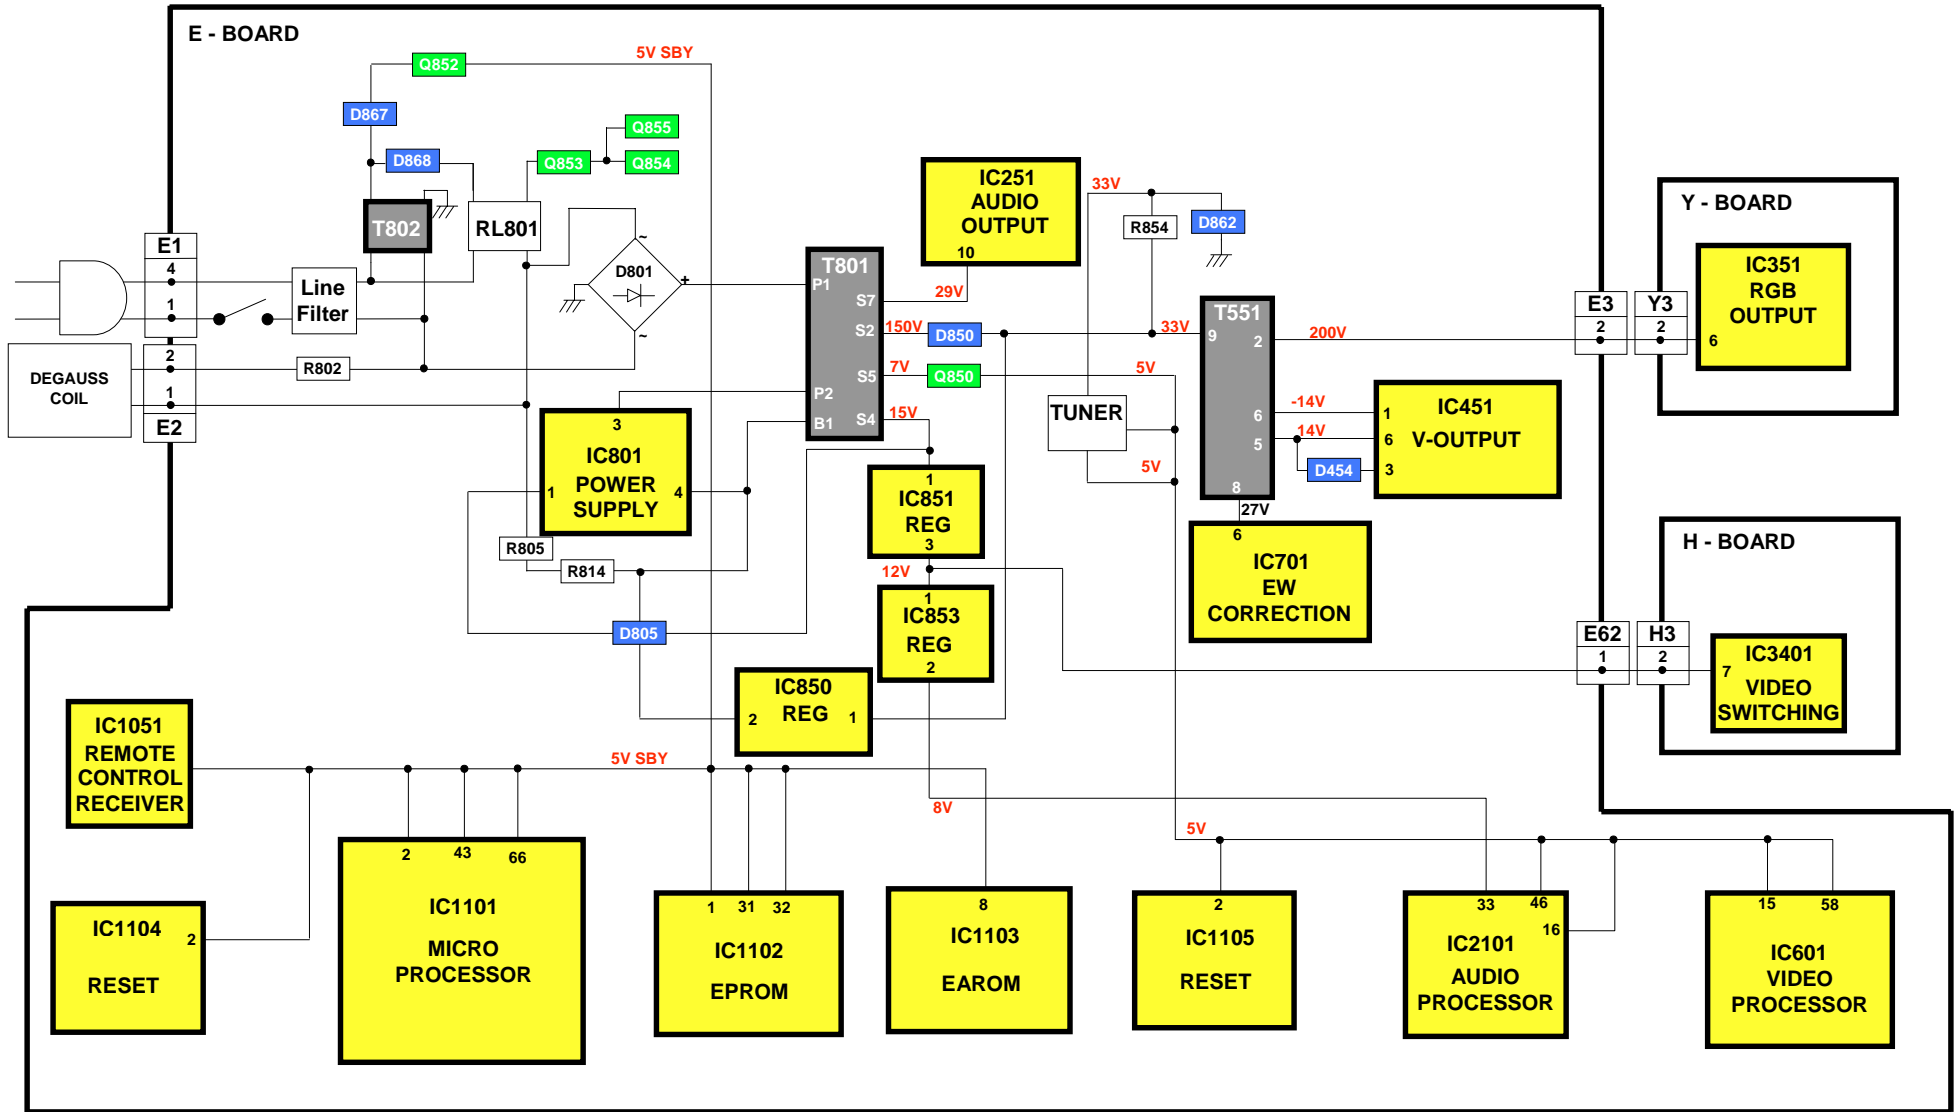 E - BOARD
Q852
5V SBY
D867
Q855
D868
Q853
Q854
T802
RL801
E1
4
1
Line
Filter
D801
~
+
~
2
R802
1
E2
DEGAUSS
COIL
IC251
AUDIO
OUTPUT
10
33V
R854
D862
T801
P1
S7
S2
S5
P2
S4
B1
29V
150V
D850
33V
7V
Q850
5V
15V
TUNER
5V
T551
9
2
6
5
8
200V
-14V
14V
D454
27V
1
6
3
IC451
V-OUTPUT
6
IC701
EW
CORRECTION
E3
2
Y3
2
Y - BOARD
IC351
RGB
OUTPUT
6
3
IC801
POWER
SUPPLY
1
4
R805
R814
D805
1
IC851
REG
3
12V
1
IC853
REG
2
IC850
REG
2
1
H - BOARD
E62
1
H3
2
IC3401
7
VIDEO
SWITCHING
IC1051
REMOTE
CONTROL
RECEIVER
5V SBY
8V
5V
IC1104
2
RESET
2
43
66
IC1101
MICRO
PROCESSOR
1
31
32
IC1102
EPROM
8
IC1103
EAROM
2
IC1105
RESET
33
46
16
IC2101
AUDIO
PROCESSOR
15
58
IC601
VIDEO
PROCESSOR